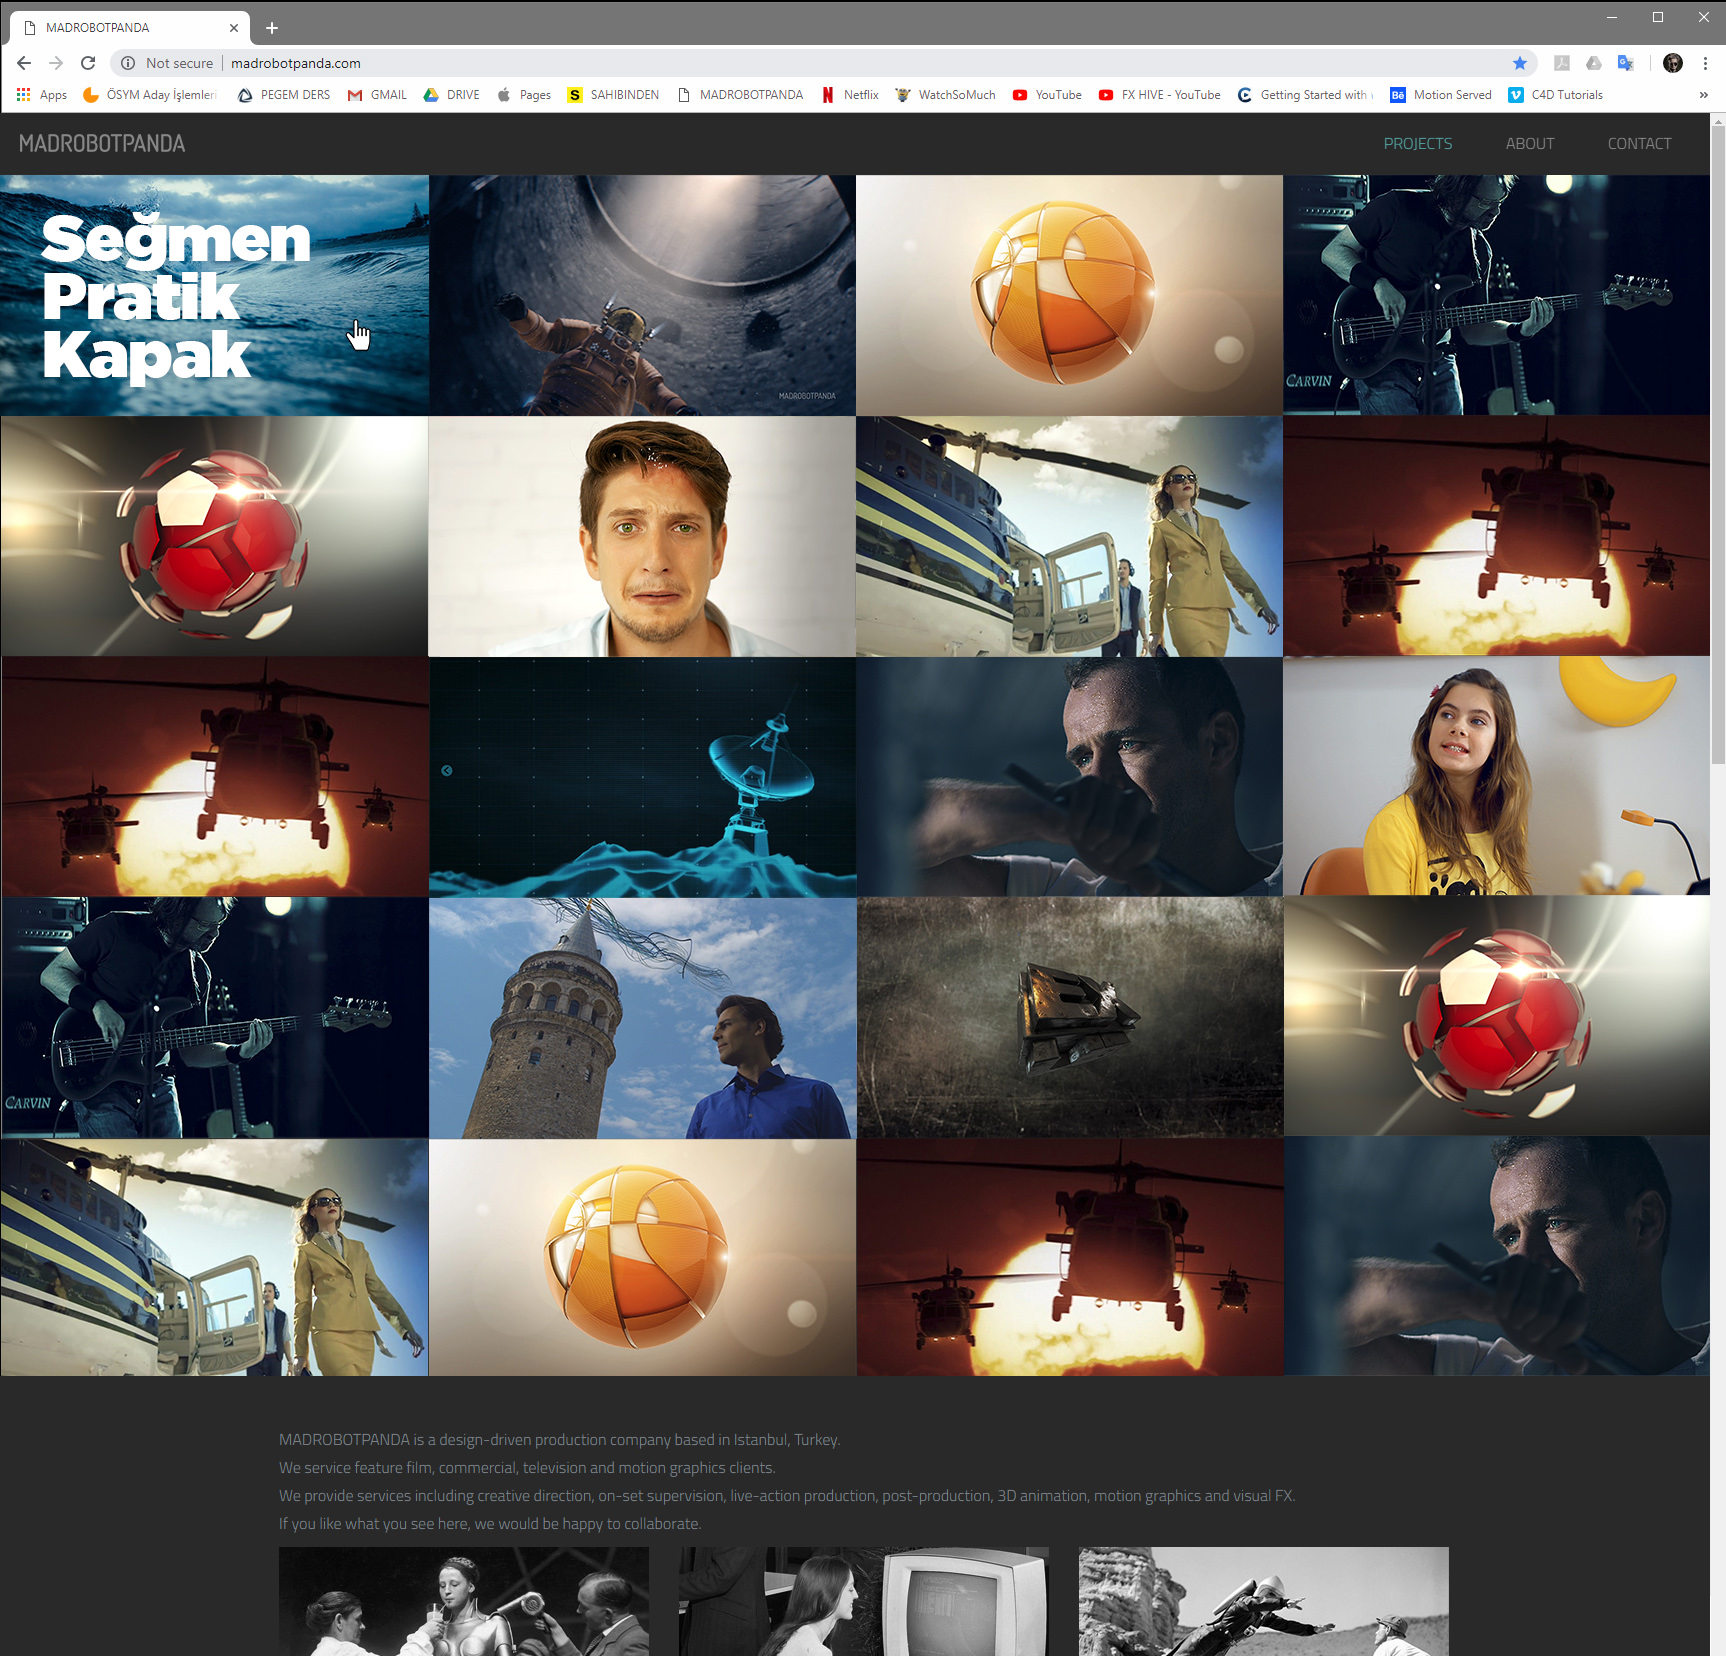 MADROBOTPANDA
Not secure madrobotpanda.com
Apps ÖSYM Aday İşlemleri PEGEM DERS GMAIL DRIVE Pages SAHIBINDEN MADROBOTPANDA Netflix WatchSoMuch YouTube FX HIVE - YouTube Getting Started with Motion Served C4D Tutorials »
MADROBOTPANDA PROJECTS ABOUT CONTACT
Seğmen
Pratik
Kapak
MADROBOTPANDA
CARVIN
CARVIN
MADROBOTPANDA is a design-driven production company based in Istanbul, Turkey.
We service feature film, commercial, television and motion graphics clients.
We provide services including creative direction, on-set supervision, live-action production, post-production, 3D animation, motion graphics and visual FX.
If you like what you see here, we would be happy to collaborate.